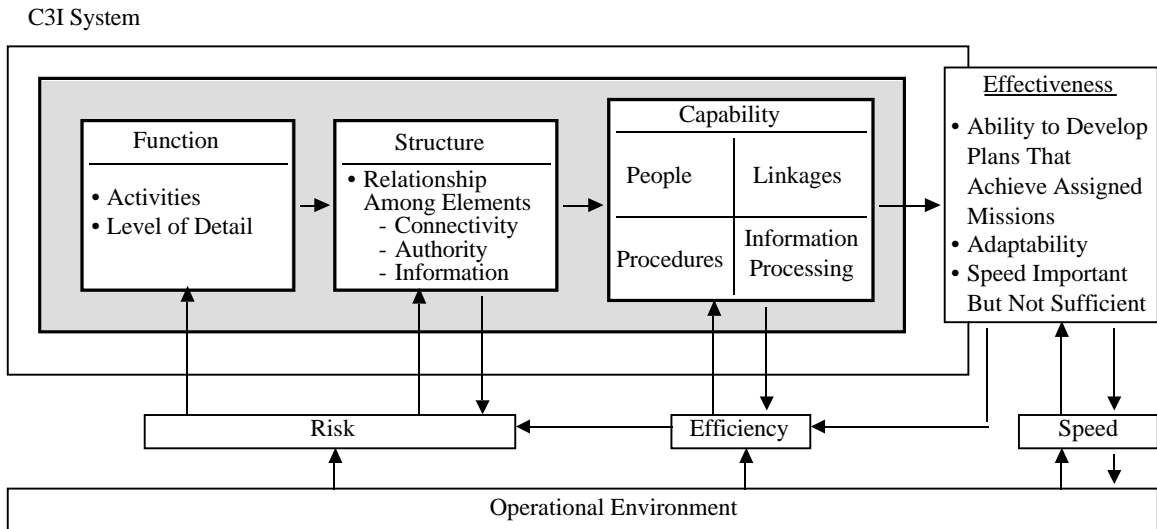 C3I System
Function
• Activities
• Level of Detail
Structure
• Relationship
Among Elements
- Connectivity
- Authority
- Information
Capability
People
Linkages
Procedures
Information
Processing
Effectiveness
• Ability to Develop
Plans That
Achieve Assigned
Missions
• Adaptability
• Speed Important
But Not Sufficient
Risk
Efficiency
Speed
Operational Environment